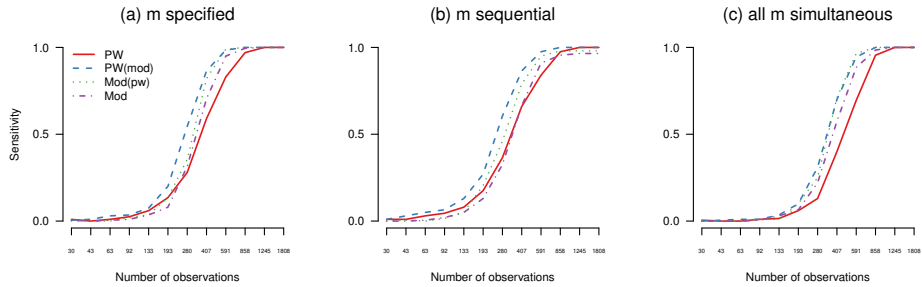 (a) m specified
Sensitivity
1.0
0.5
0.0
PW
PW(mod)
Mod(pw)
Mod
30 43 63 92 133 193 280 407 591 858 1245 1808
Number of observations
(b) m sequential
1.0
0.5
0.0
30 43 63 92 133 193 280 407 591 858 1245 1808
Number of observations
(c) all m simultaneous
1.0
0.5
0.0
30 43 63 92 133 193 280 407 591 858 1245 1808
Number of observations